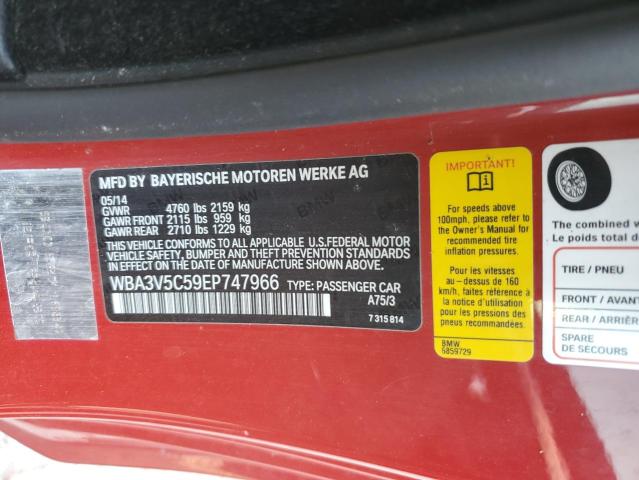 MFD BY BAYERISCHE MOTOREN WERKE AG
05/14
GVWR 4760 lbs 2159 kg
GAWR FRONT 2115 lbs 959 kg
GAWR REAR 2710 lbs 1229 kg
THIS VEHICLE CONFORMS TO ALL APPLICABLE U.S.FEDERAL MOTOR
VEHICLE SAFETY, BUMPER AND THEFT PREVENTION STANDARDS
IN EFFECT ON THE DATE OF MANUFACTURE SHOWN ABOVE.
WBA3V5C59EP747966 TYPE: PASSENGER CAR
A75/3
7 315 814
IMPORTANT!
For speeds above
100mph, please refer to
the Owner's Manual for
recommended tire
inflation pressures.
Pour les vitesses au-
dessus de 160
km/h, faites référence à
votre manuel pour les
pressions de pneu
recommandées.
BMW
6859729
The combined w
Le poids total d
TIRE / PNEU
FRONT / AVANT
REAR / ARRIÈR
SPARE
DE SECOURS